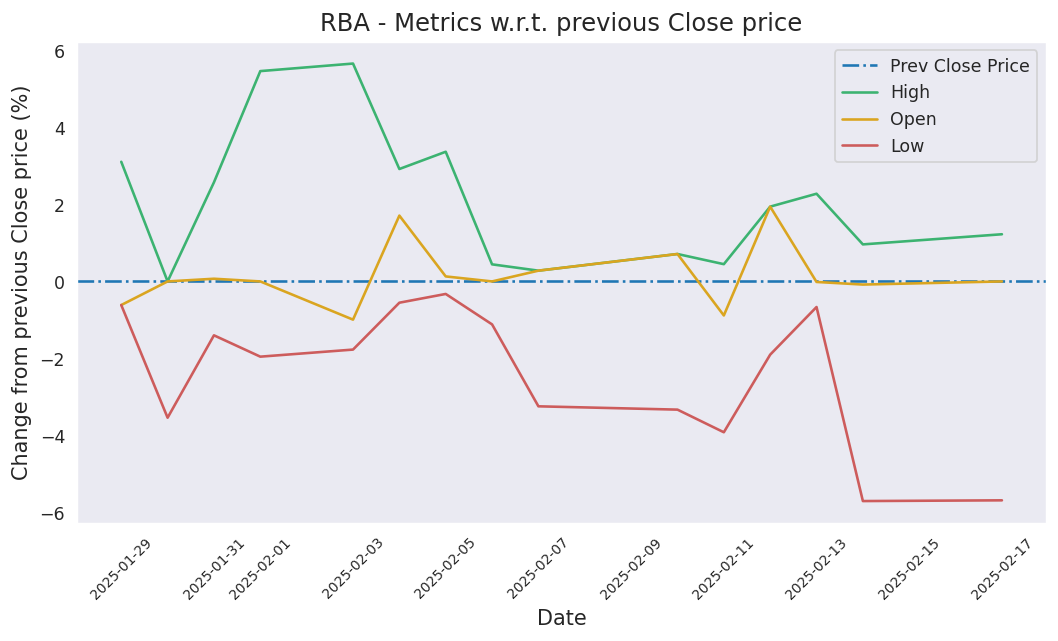 RBA - Metrics w.r.t. previous Close price
Change from previous Close price (%)
6
4
2
0
−2
−4
−6
Prev Close Price
High
Open
Low
2025-01-29
2025-01-31
2025-02-01
2025-02-03
2025-02-05
2025-02-07
2025-02-09
2025-02-11
2025-02-13
2025-02-15
2025-02-17
Date